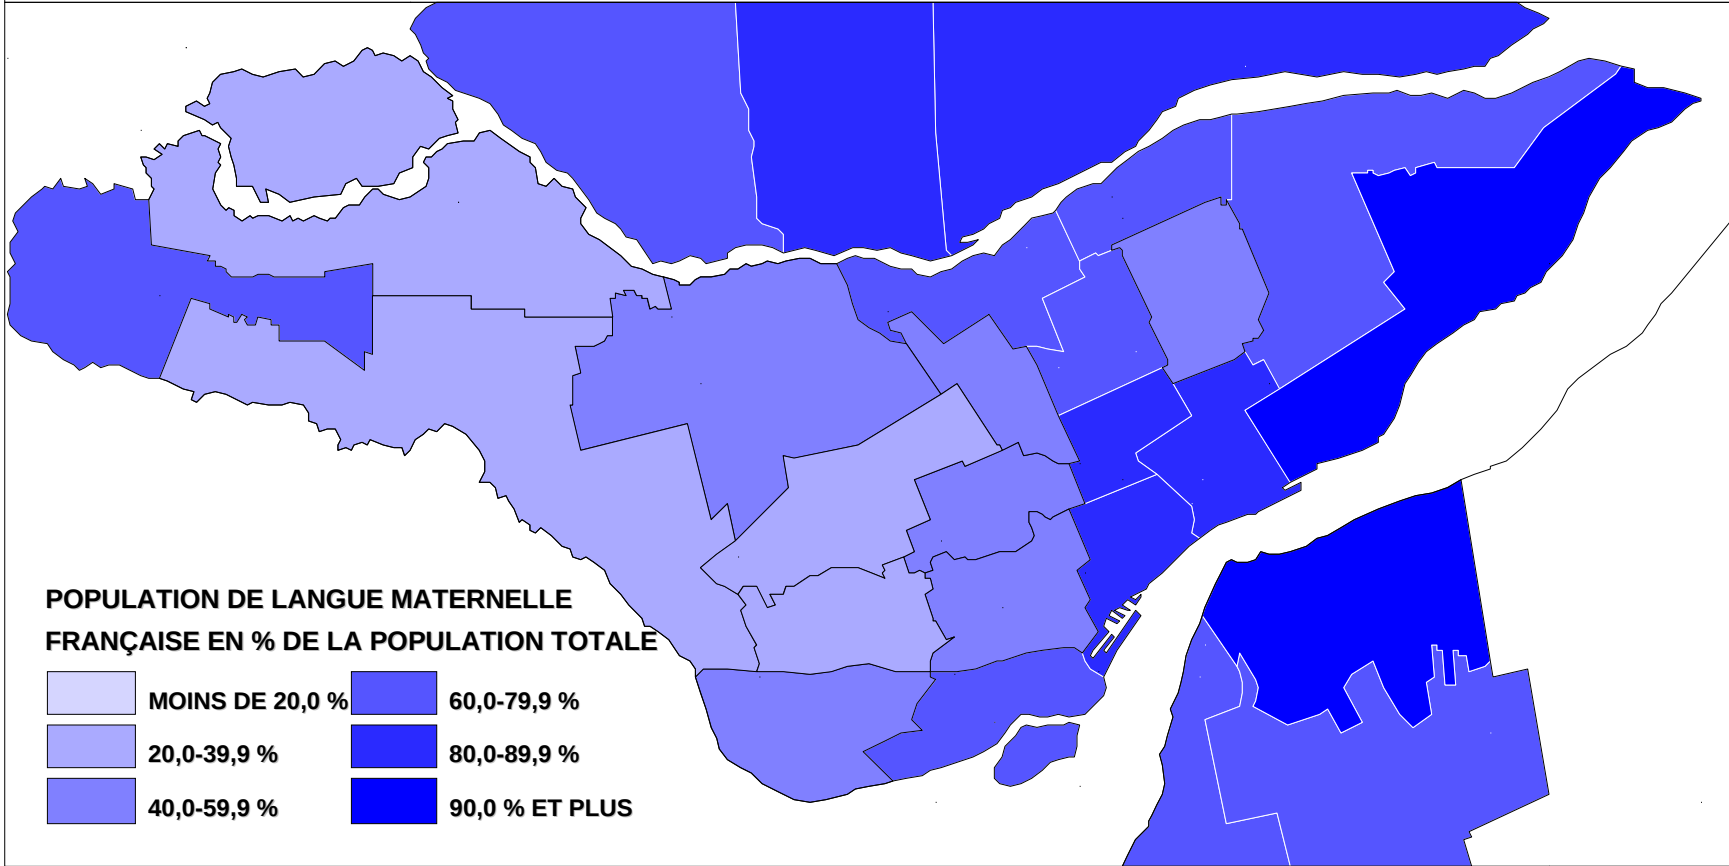 POPULATION DE LANGUE MATERNELLE
FRANÇAISE EN % DE LA POPULATION TOTALE
MOINS DE 20,0 %
20,0-39,9 %
40,0-59,9 %
60,0-79,9 %
80,0-89,9 %
90,0 % ET PLUS